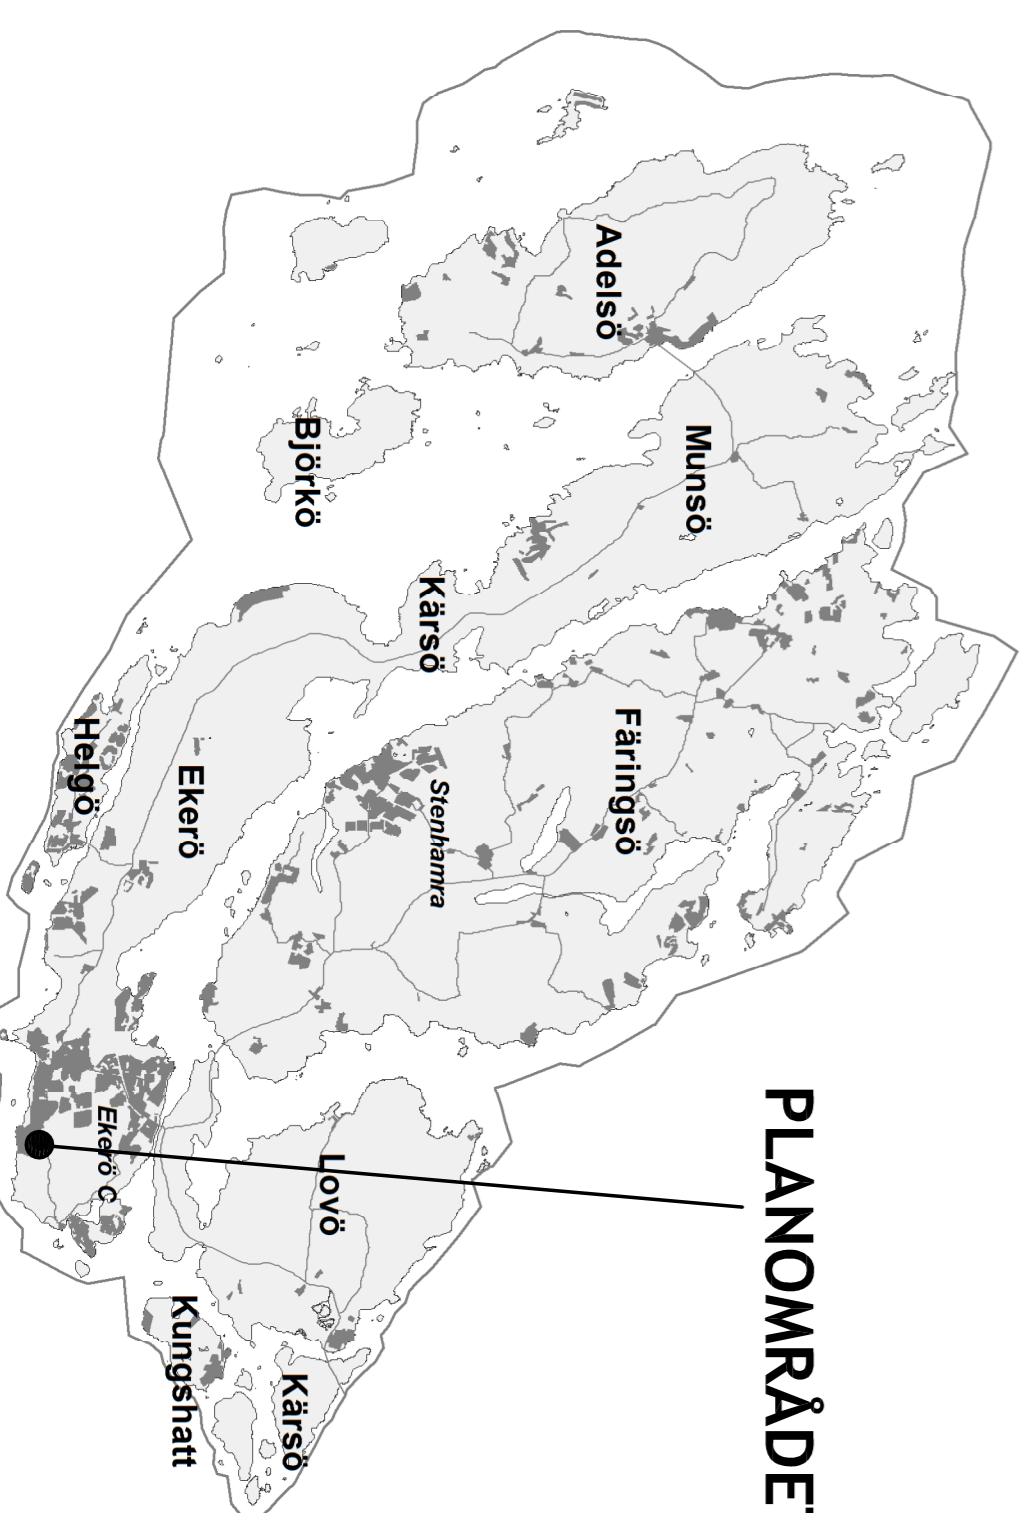 PLANOMRÅDET
Munsö
Färingsö
Adelsö
Stenhamra
Kärsö
Lovö
Björkö
Kärsö
Ekerö
Kungshatt
Ekerö C
Helgö